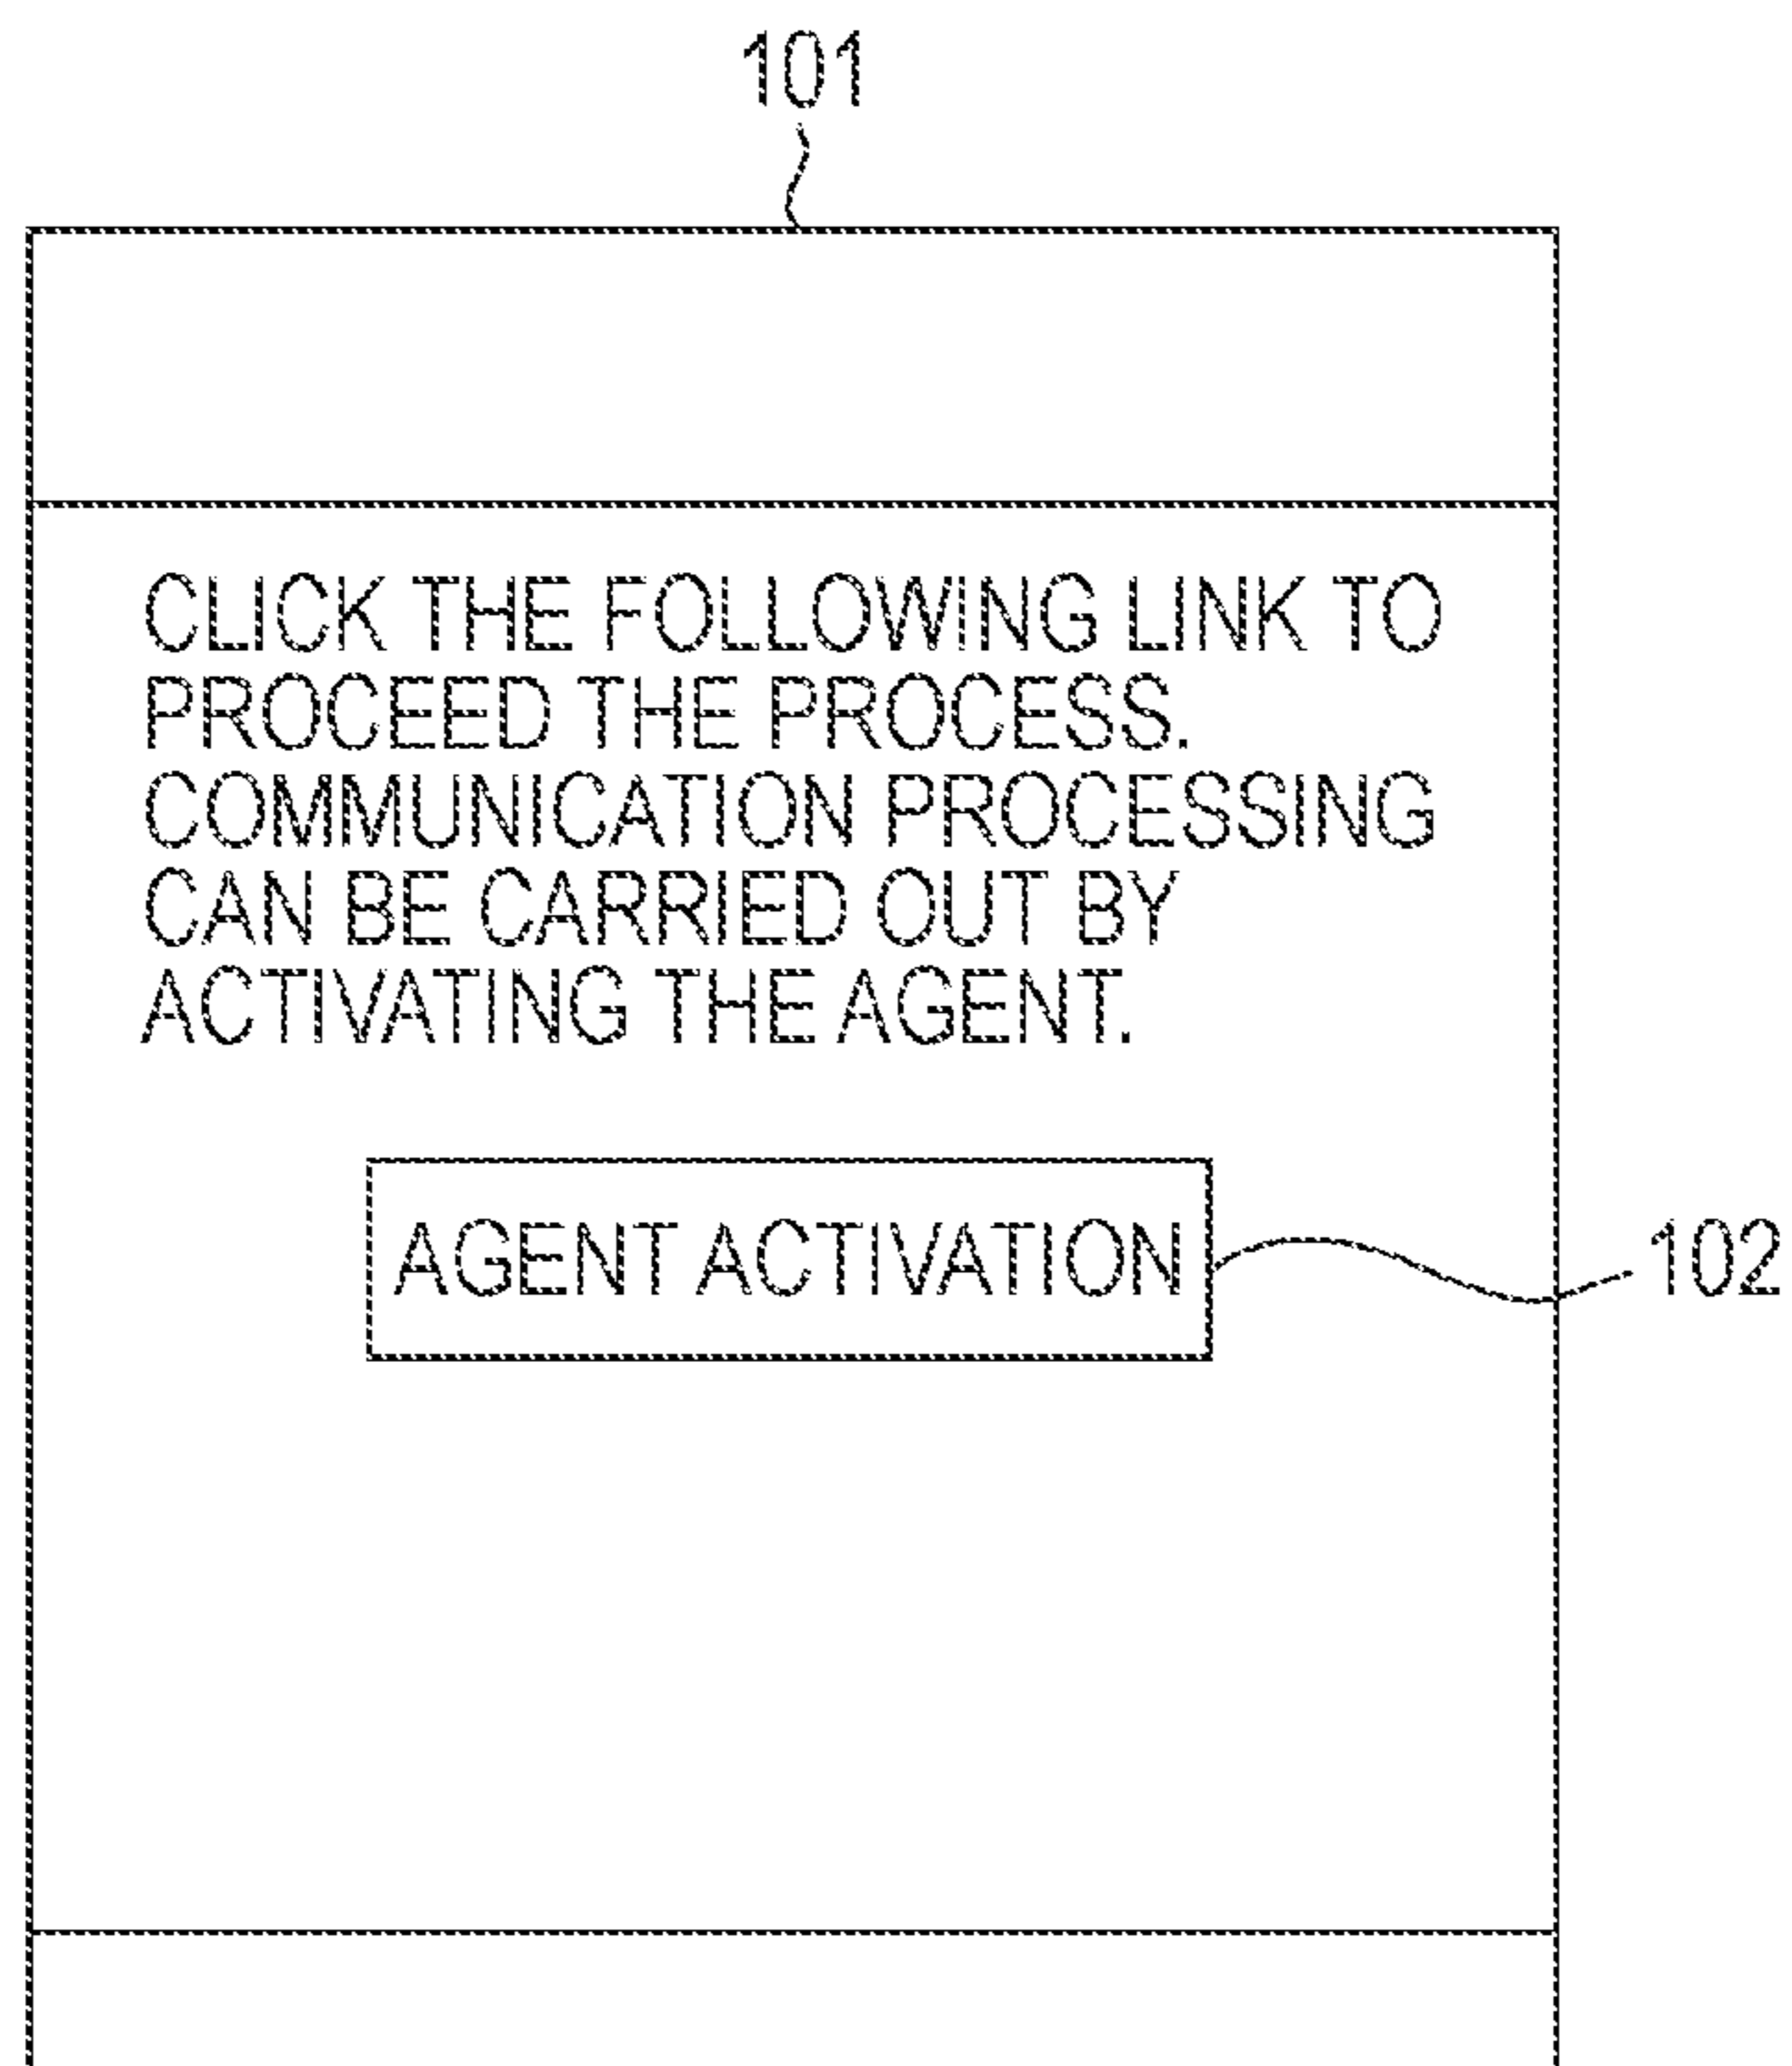 101
CLICK THE FOLLOWING LINK TO
PROCEED THE PROCESS.
COMMUNICATION PROCESSING
CAN BE CARRIED OUT BY
ACTIVATING THE AGENT.
AGENT ACTIVATION
102